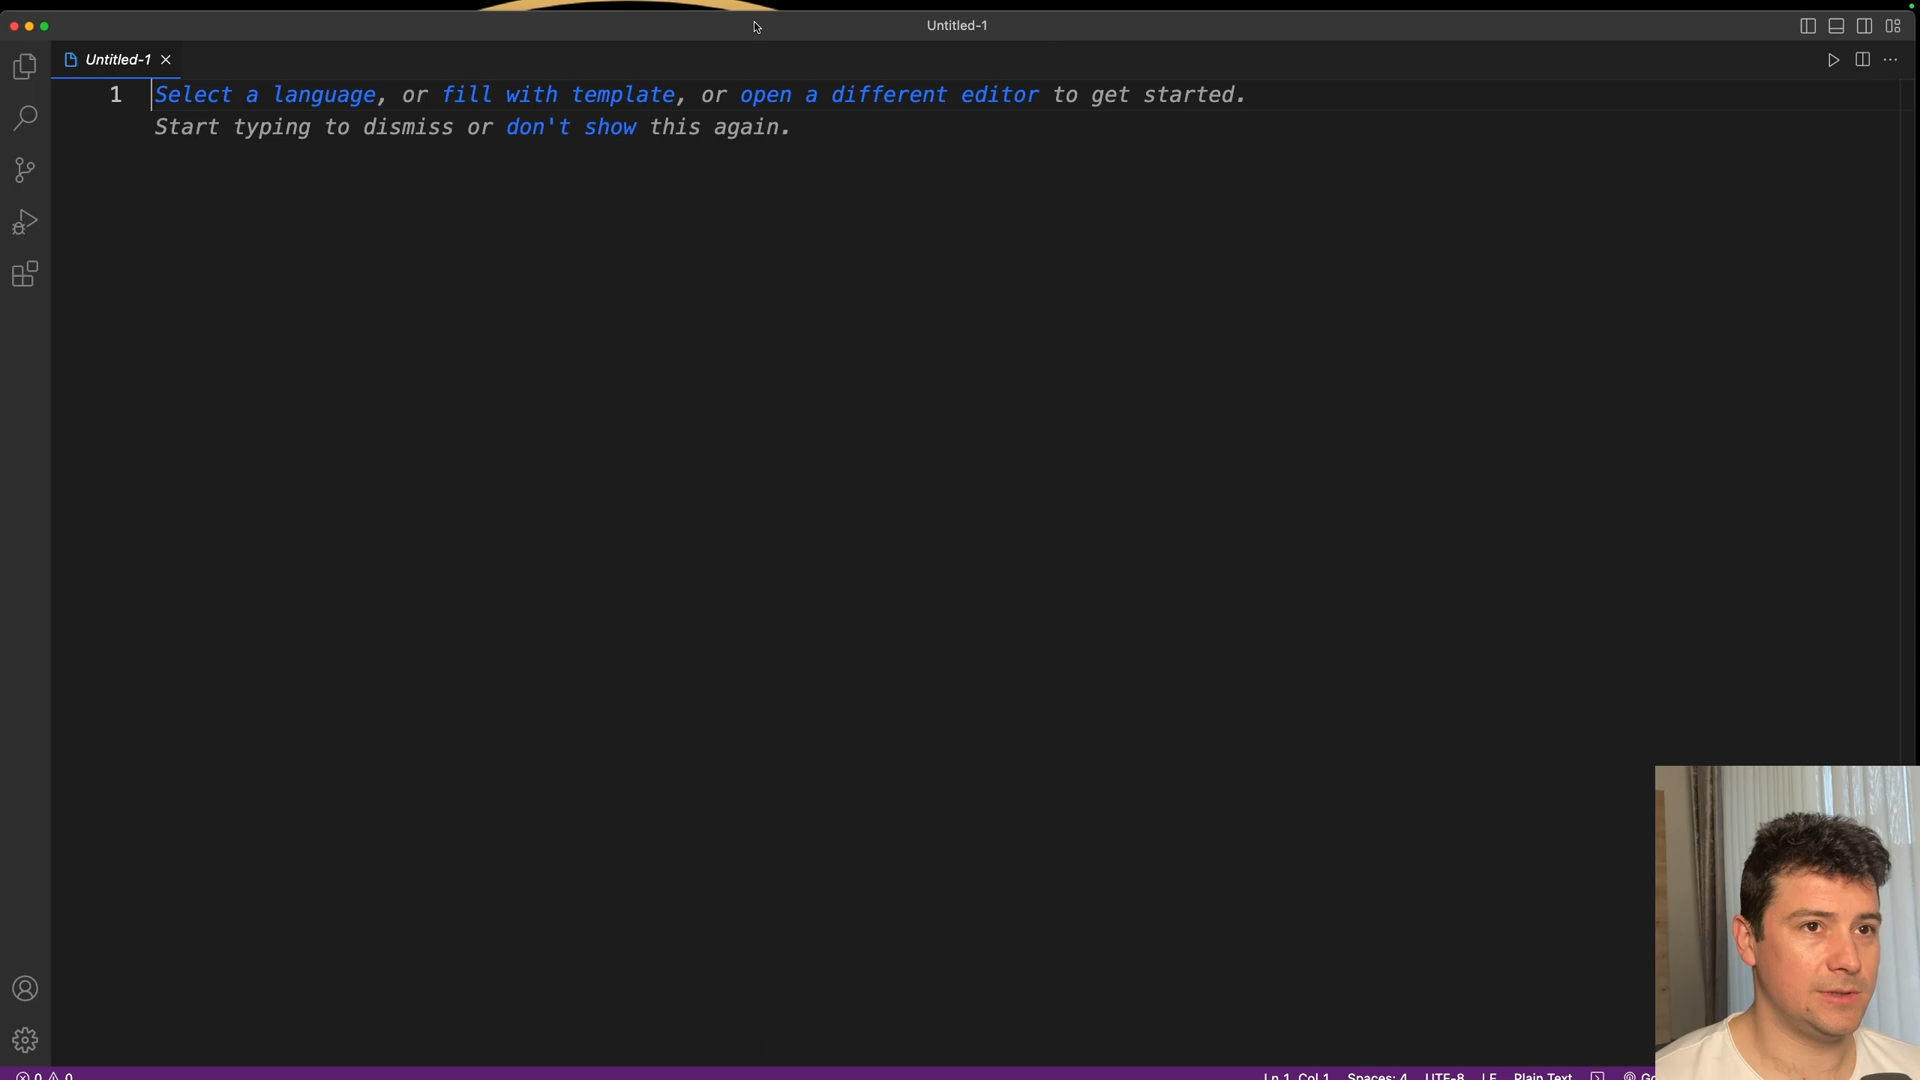 Untitled-1
Untitled-1
1 Select a language, or fill with template, or open a different editor to get started.
Start typing to dismiss or don't show this again.
0 0 Ln 1, Col 1 Spaces: 4 UTF-8 LF Plain Text